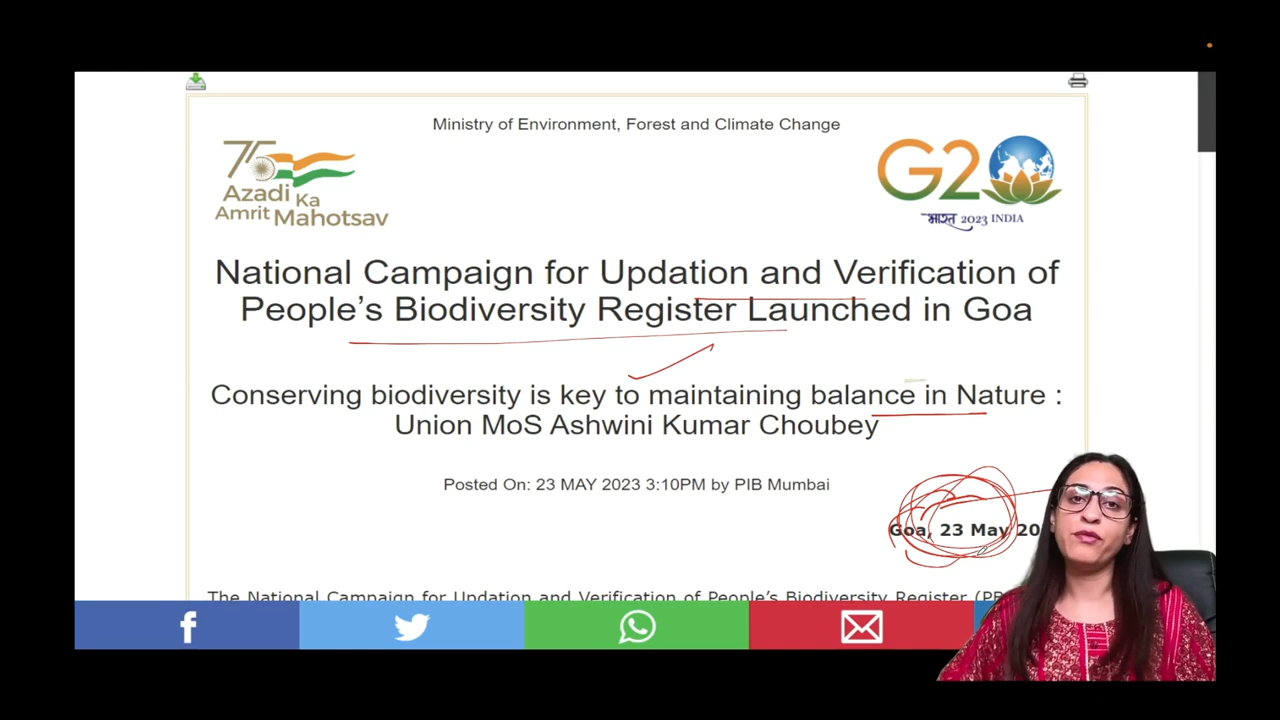 Ministry of Environment, Forest and Climate Change
75
Azadi Ka
Amrit Mahotsav
G20
भारत 2023 INDIA
National Campaign for Updation and Verification of
People's Biodiversity Register Launched in Goa
Conserving biodiversity is key to maintaining balance in Nature :
Union MoS Ashwini Kumar Choubey
Posted On: 23 MAY 2023 3:10PM by PIB Mumbai
Goa, 23 May 20
The National Campaign for Updation and Verification of People's Biodiversity Register